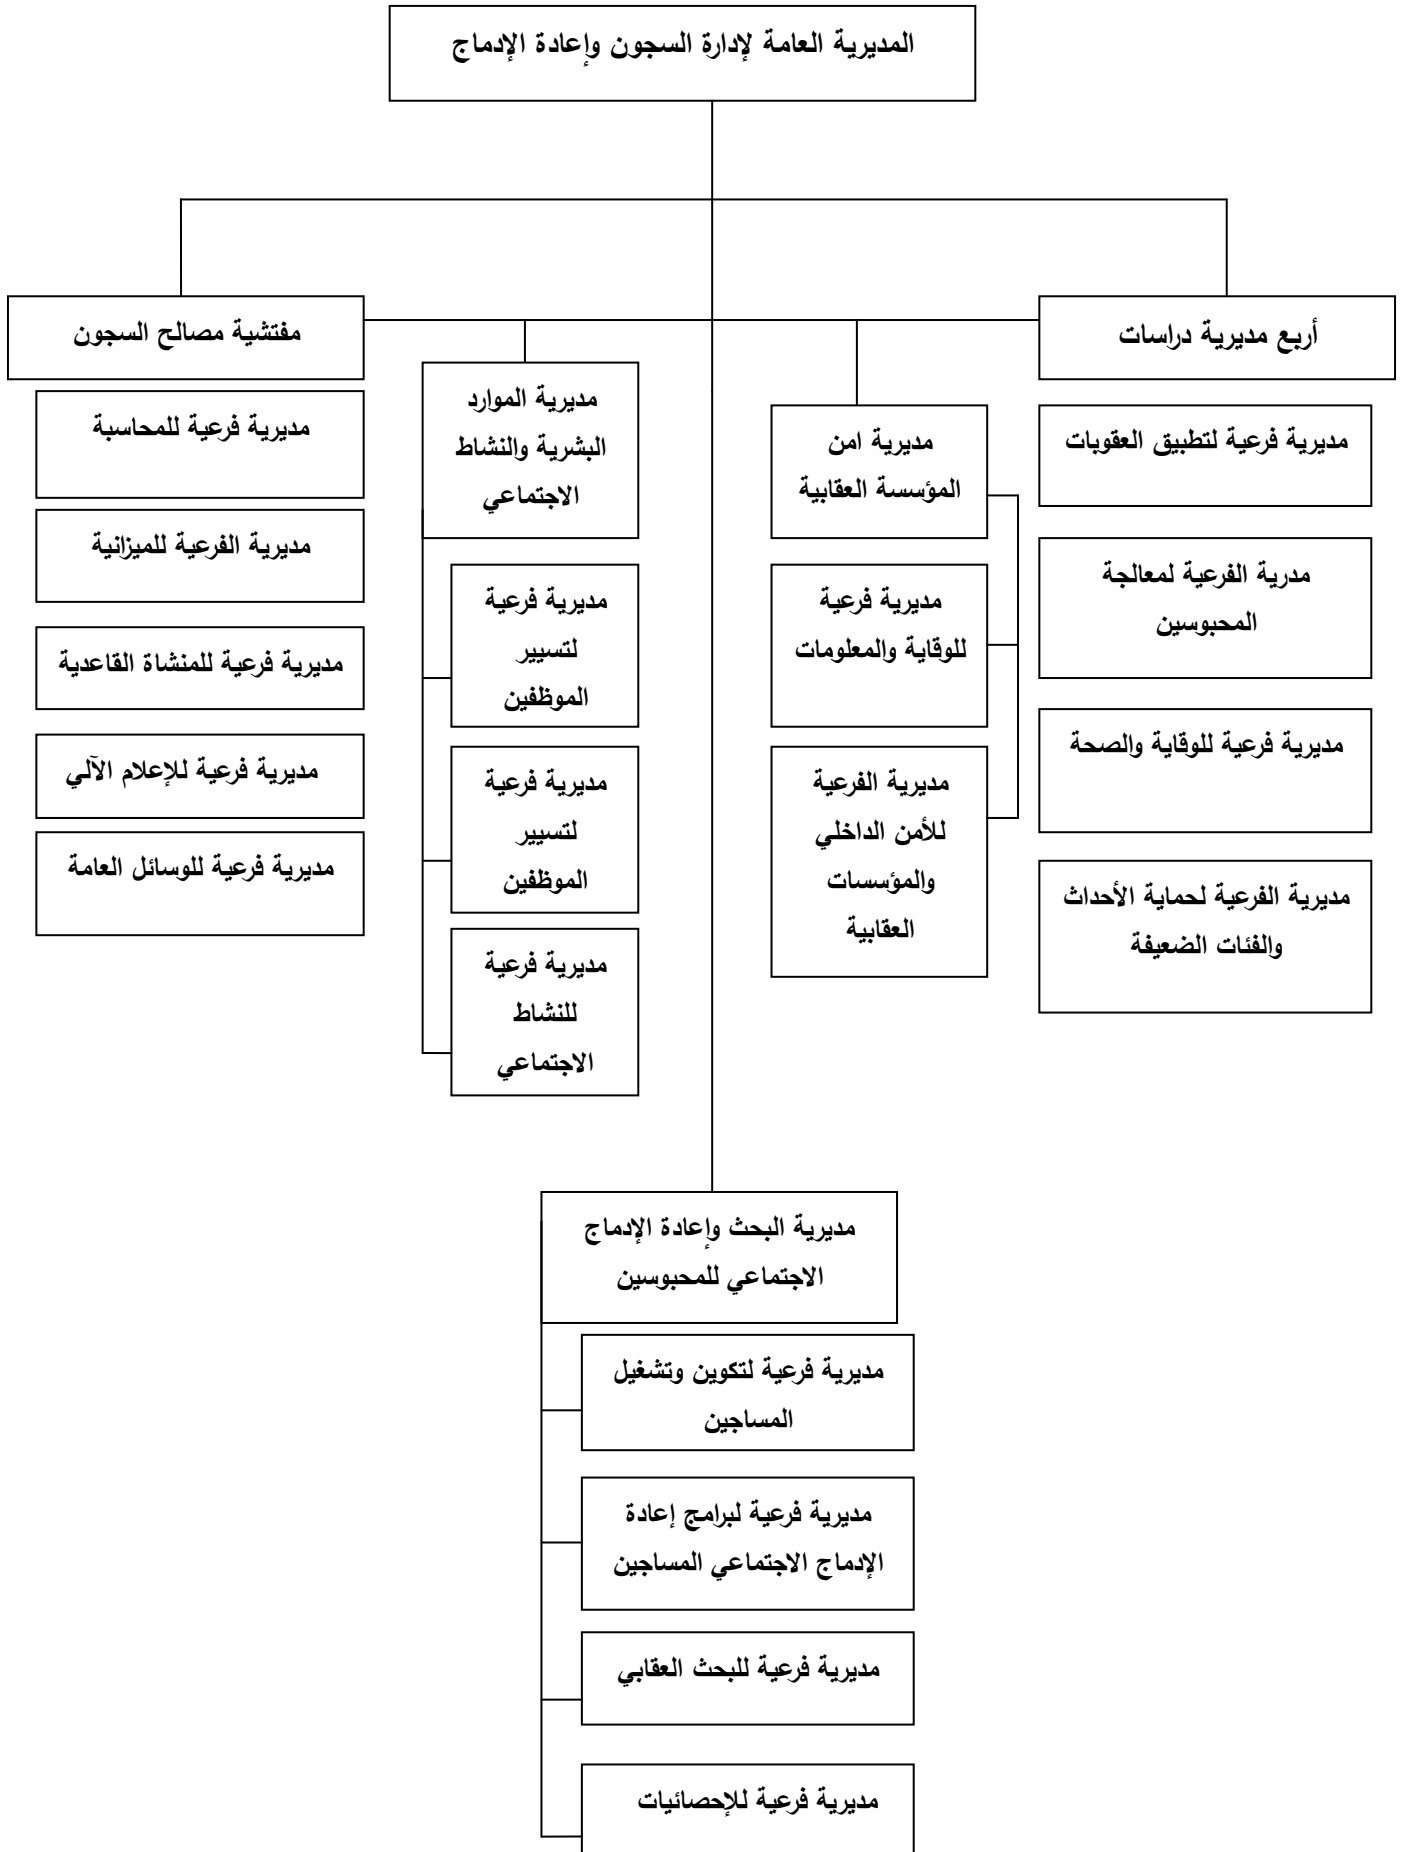 المديرية العامة لإدارة السجون وإعادة الإدماج
أربع مديرية دراسات
مديرية فرعية لتطبيق العقوبات
مدرية الفرعية لمعالجة
المحبوسين
مديرية فرعية للوقاية والصحة
مديرية الفرعية لحماية الأحداث
والفئات الضعيفة
مديرية امن
المؤسسة العقابية
مديرية فرعية
للوقاية والمعلومات
مديرية الفرعية
للأمن الداخلي
والمؤسسات
العقابية
مديرية الموارد
البشرية والنشاط
الاجتماعي
مديرية فرعية
لتسيير
الموظفين
مديرية فرعية
لتسيير
الموظفين
مديرية فرعية
للنشاط
الاجتماعي
مفتشية مصالح السجون
مديرية فرعية للمحاسبة
مديرية الفرعية للميزانية
مديرية فرعية للمنشاة القاعدية
مديرية فرعية للإعلام الآلي
مديرية فرعية للوسائل العامة
مديرية البحث وإعادة الإدماج
الاجتماعي للمحبوسين
مديرية فرعية لتكوين وتشغيل
المساجين
مديرية فرعية لبرامج إعادة
الإدماج الاجتماعي المساجين
مديرية فرعية للبحث العقابي
مديرية فرعية للإحصائيات